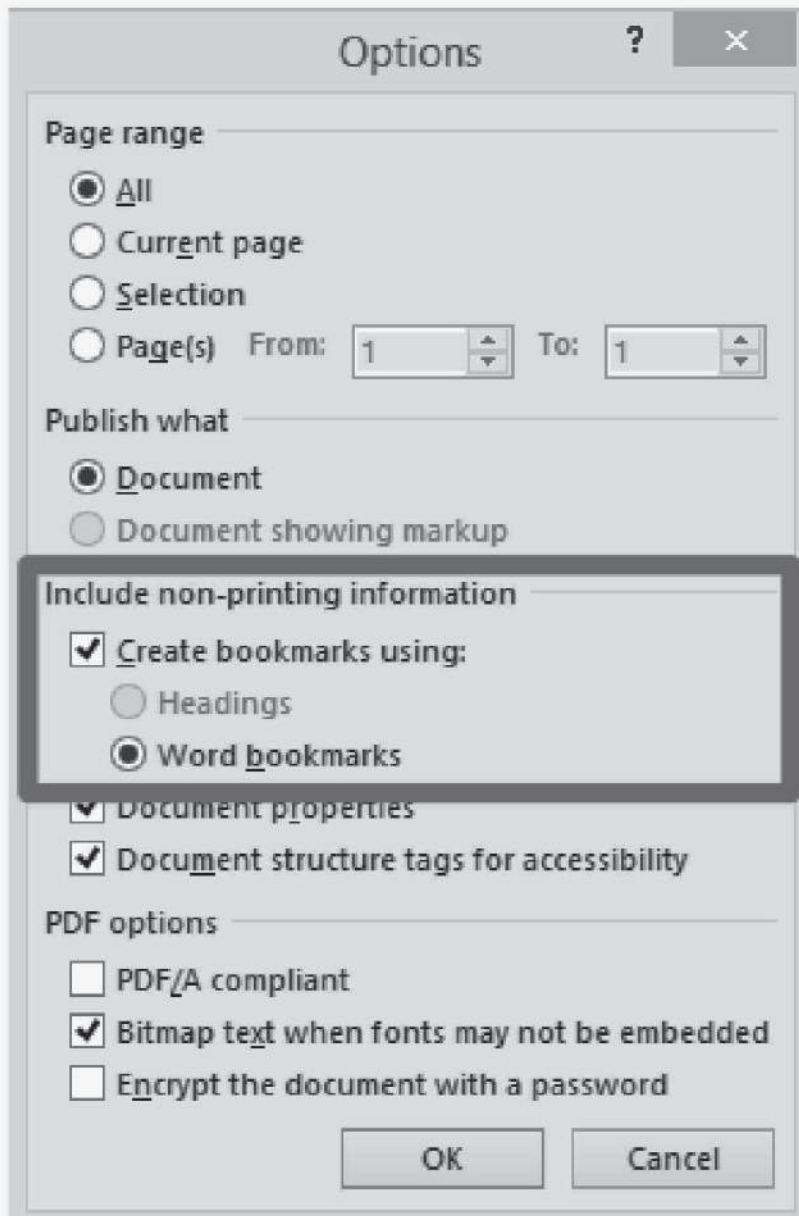 Options ? ×
Page range
All
Current page
Selection
Page(s) From: 1 To: 1
Publish what
Document
Document showing markup
Include non-printing information
Create bookmarks using:
Headings
Word bookmarks
Document properties
Document structure tags for accessibility
PDF options
PDF/A compliant
Bitmap text when fonts may not be embedded
Encrypt the document with a password
OK Cancel